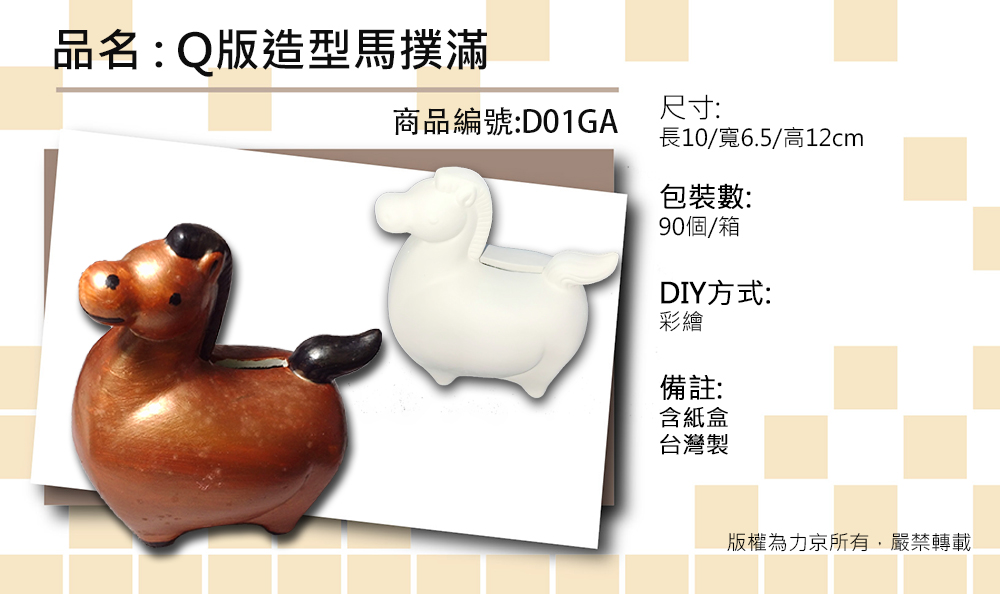 品名 : Q版造型馬撲滿
商品編號:D01GA
尺寸:
長10/寬6.5/高12cm
包裝數:
90個/箱
DIY方式:
彩繪
備註:
含紙盒
台灣製
版權為力京所有，嚴禁轉載